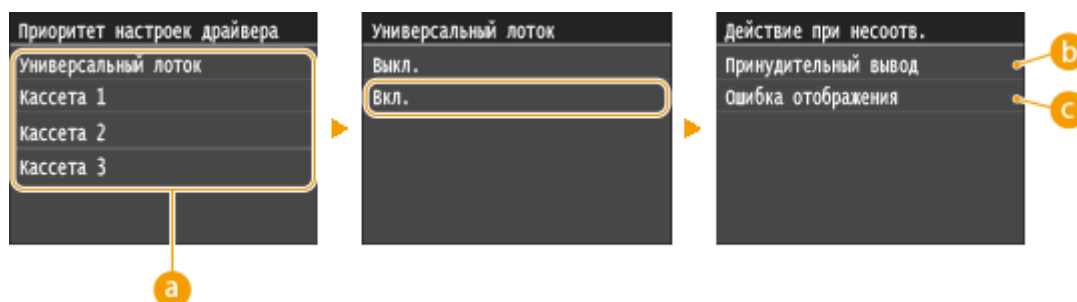 Приоритет настроек драйвера
Универсальный лоток
Кассета 1
Кассета 2
Кассета 3
a
Универсальный лоток
Выкл.
Вкл.
Действие при несоотв.
Принудительный вывод
b
Ошибка отображения
c